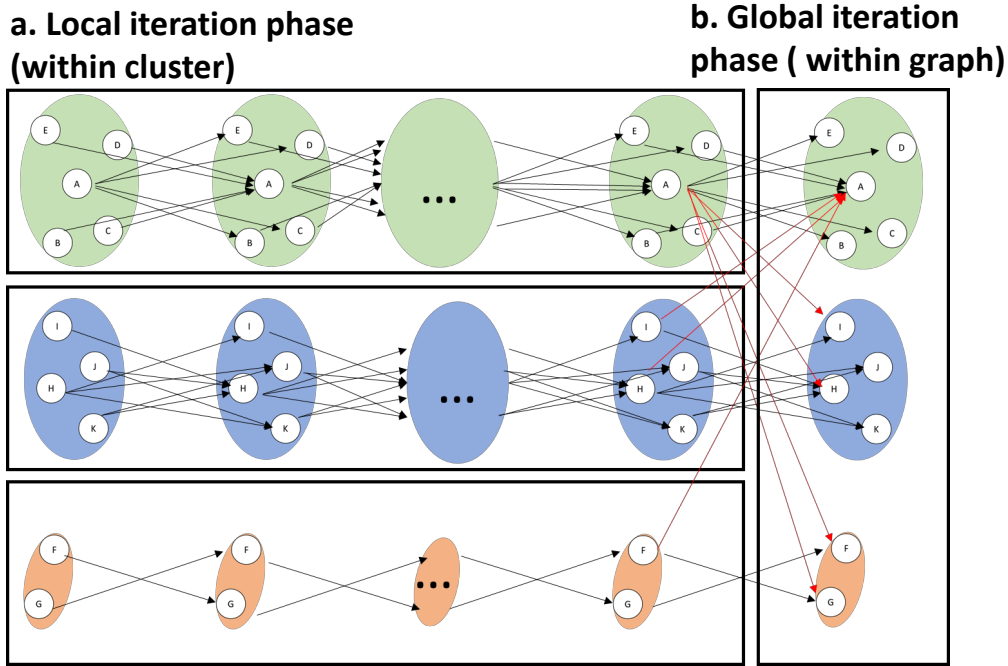 a. Local iteration phase
(within cluster)
b. Global iteration
phase ( within graph)
E
D
A
B
C
E
D
A
B
C
...
E
D
A
B
C
E
D
A
B
C
I
J
H
K
I
J
H
K
...
I
J
H
K
I
J
H
K
F
G
F
G
...
F
G
F
G